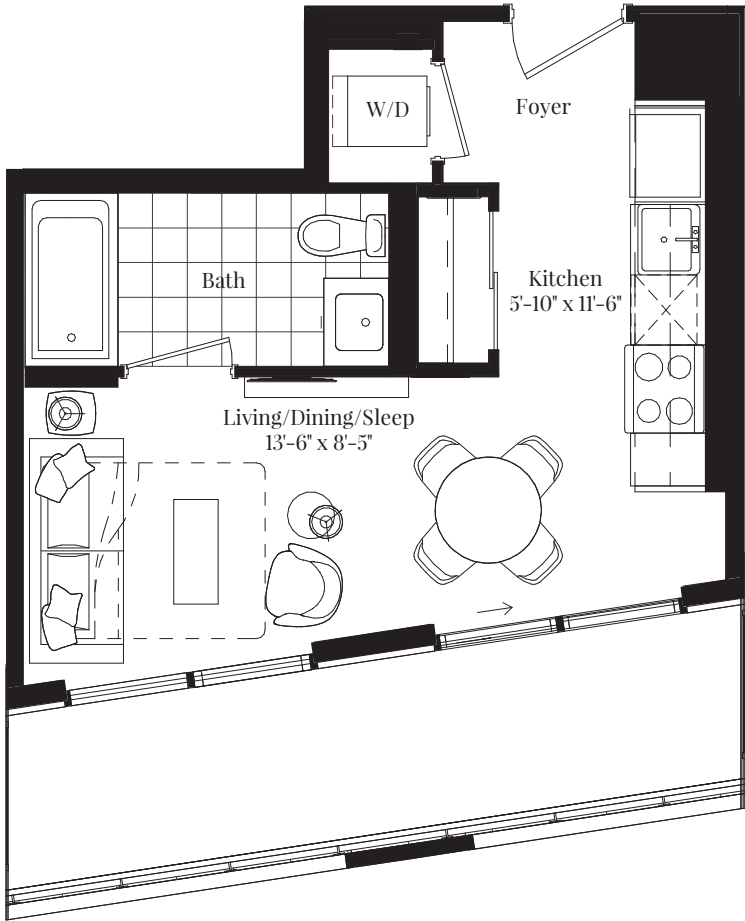 W/D
Foyer
Bath
Kitchen
5'-10" x 11'-6"
Living/Dining/Sleep
13'-6" x 8'-5"